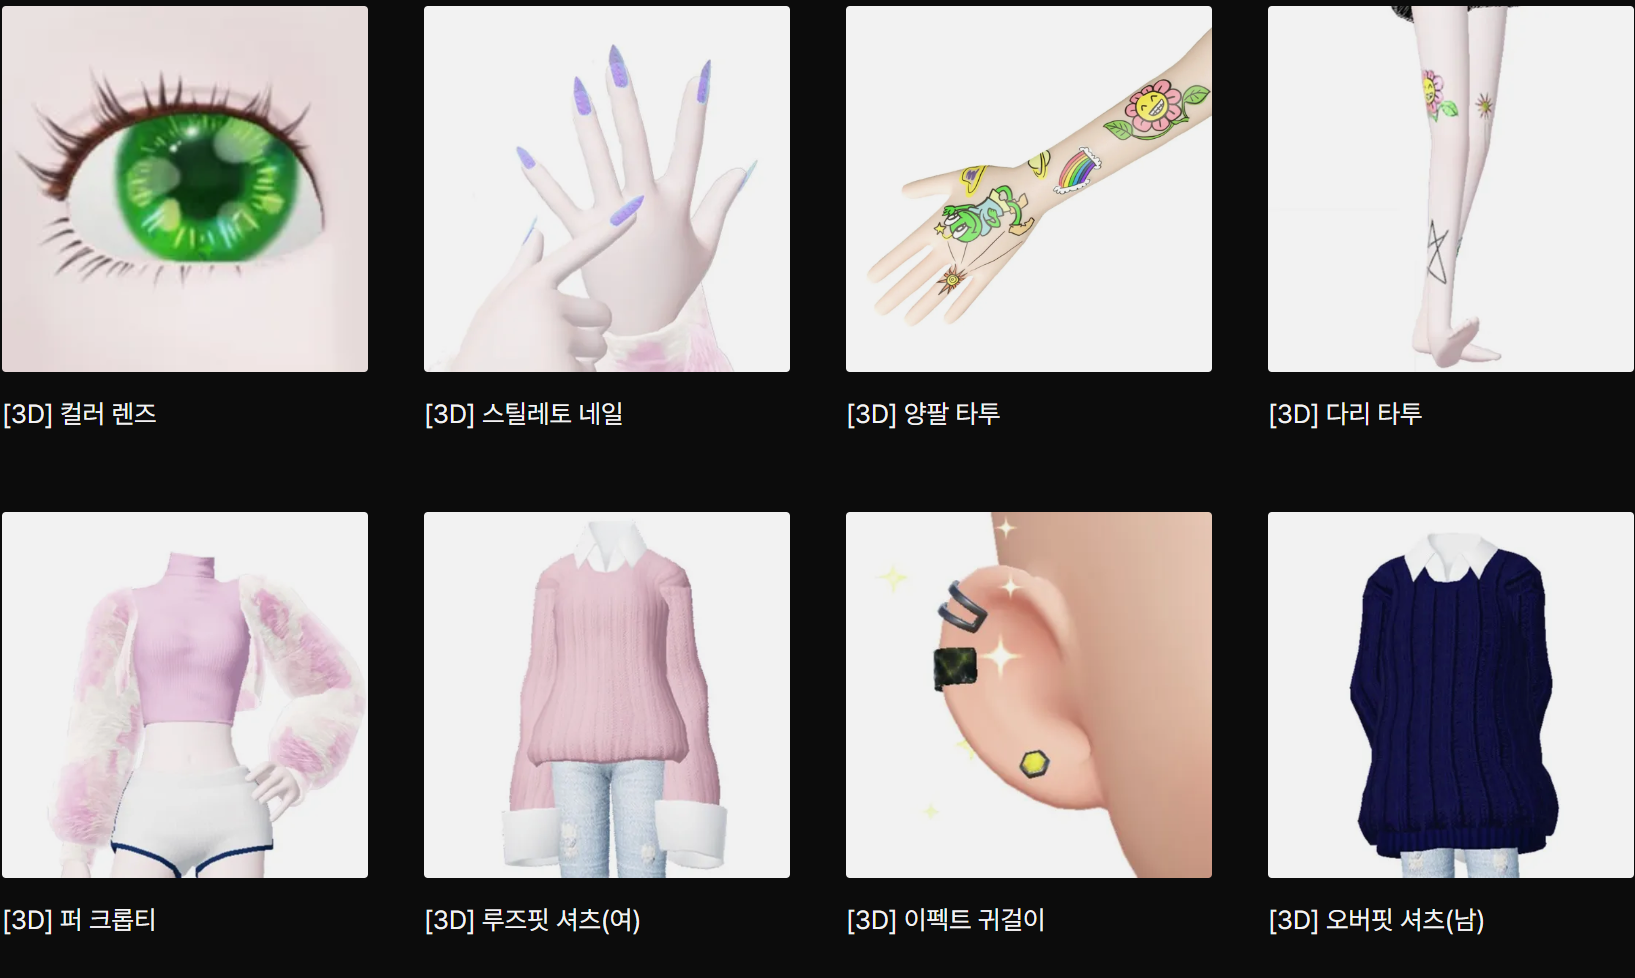 [3D] 컬러 렌즈
[3D] 스틸레토 네일
[3D] 양팔 타투
[3D] 다리 타투
[3D] 퍼 크롭티
[3D] 루즈핏 셔츠(여)
[3D] 이펙트 귀걸이
[3D] 오버핏 셔츠(남)